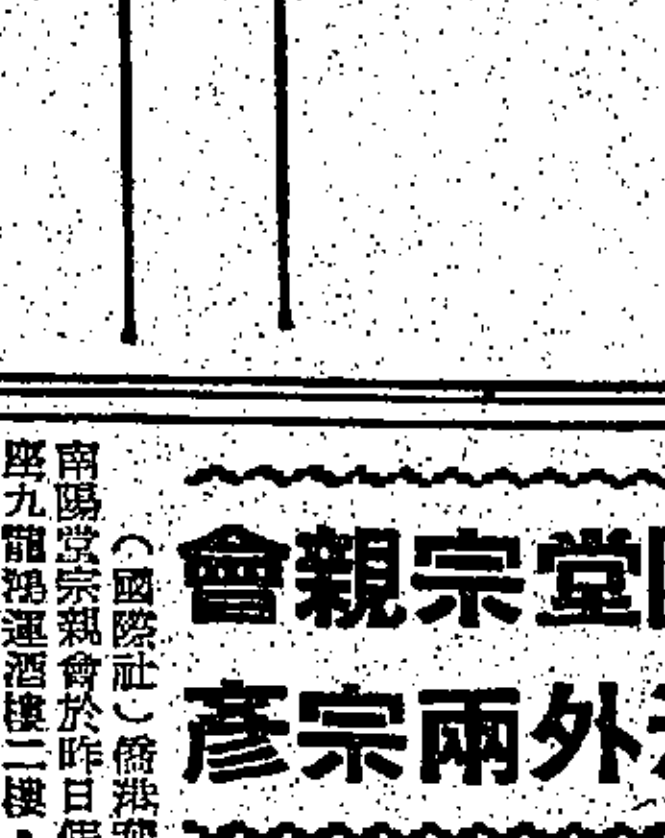 堂宗親會
外兩宗彥
（國際社）僑港
南陽堂宗親會於昨日假
座九龍鴻運酒樓二樓，